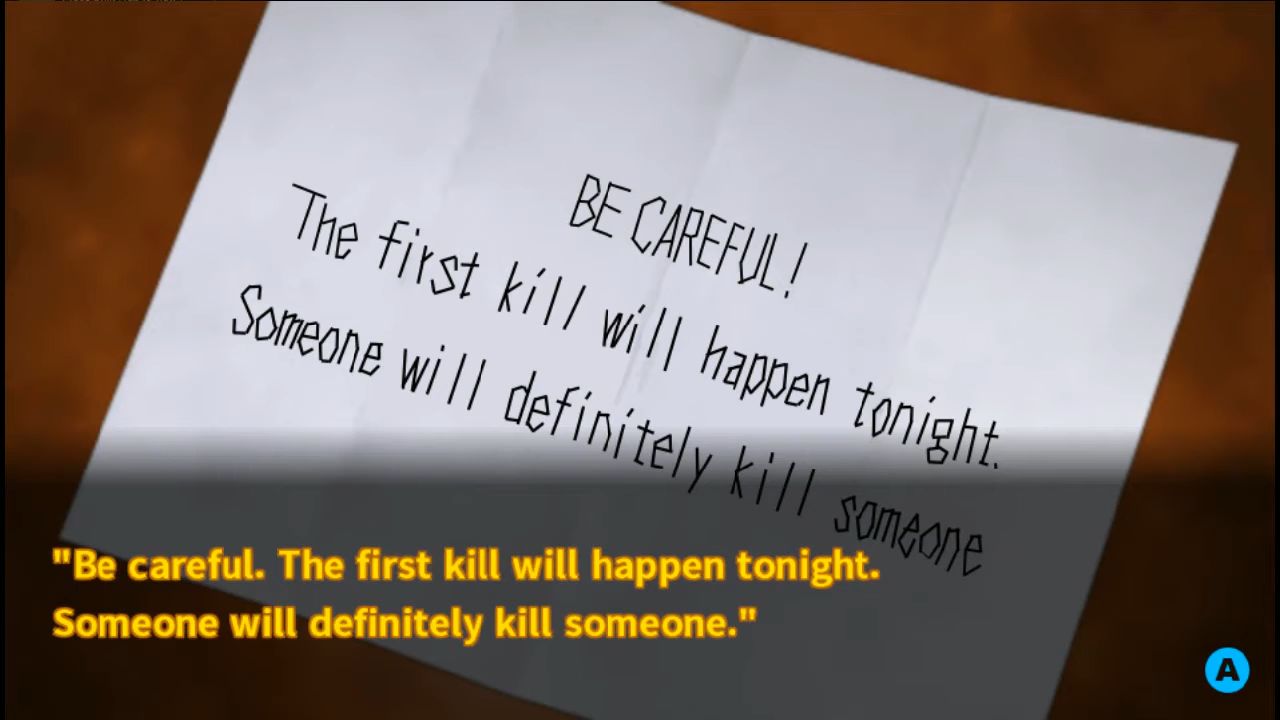 BE CAREFUL!
The first kill will happen tonight.
Someone will definitely kill someone
"Be careful. The first kill will happen tonight.
Someone will definitely kill someone."
A